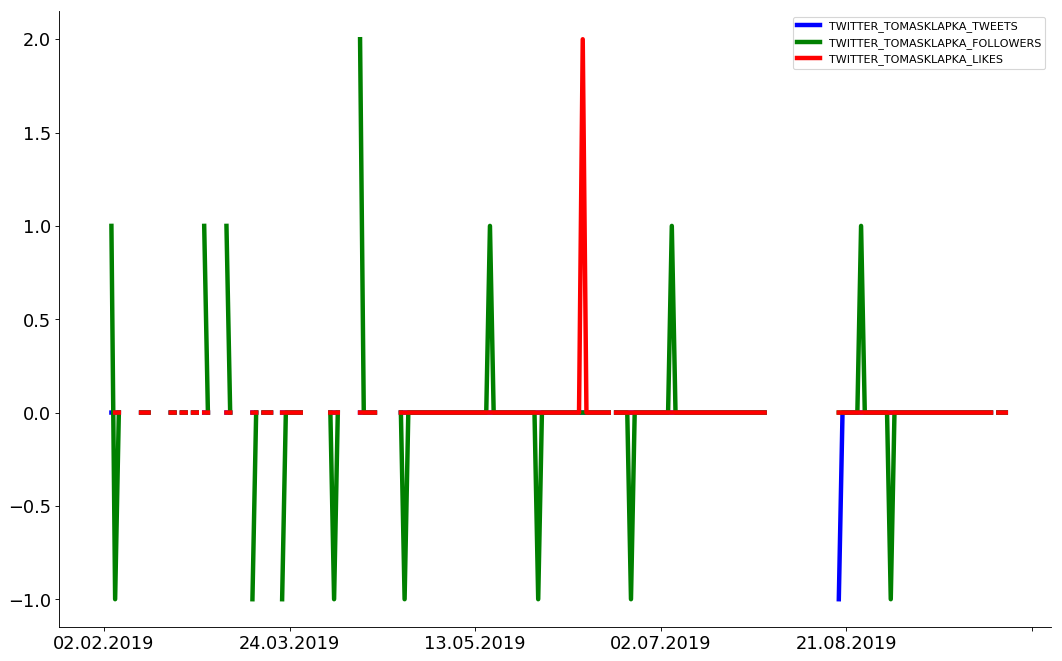 TWITTER_TOMASKLAPKA_TWEETS
TWITTER_TOMASKLAPKA_FOLLOWERS
TWITTER_TOMASKLAPKA_LIKES
2.0
1.5
1.0
0.5
0.0
−0.5
−1.0
02.02.2019 24.03.2019 13.05.2019 02.07.2019 21.08.2019